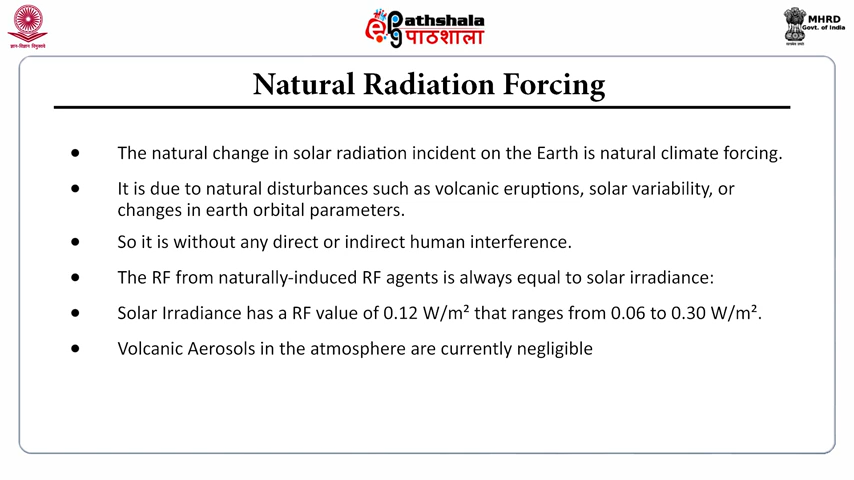 ज्ञान-विज्ञान विमुक्तये
ePathshala
पाठशाला
MHRD
Govt. of India
Natural Radiation Forcing
● The natural change in solar radiation incident on the Earth is natural climate forcing.
● It is due to natural disturbances such as volcanic eruptions, solar variability, or
changes in earth orbital parameters.
● So it is without any direct or indirect human interference.
● The RF from naturally-induced RF agents is always equal to solar irradiance:
● Solar Irradiance has a RF value of 0.12 W/m² that ranges from 0.06 to 0.30 W/m².
● Volcanic Aerosols in the atmosphere are currently negligible